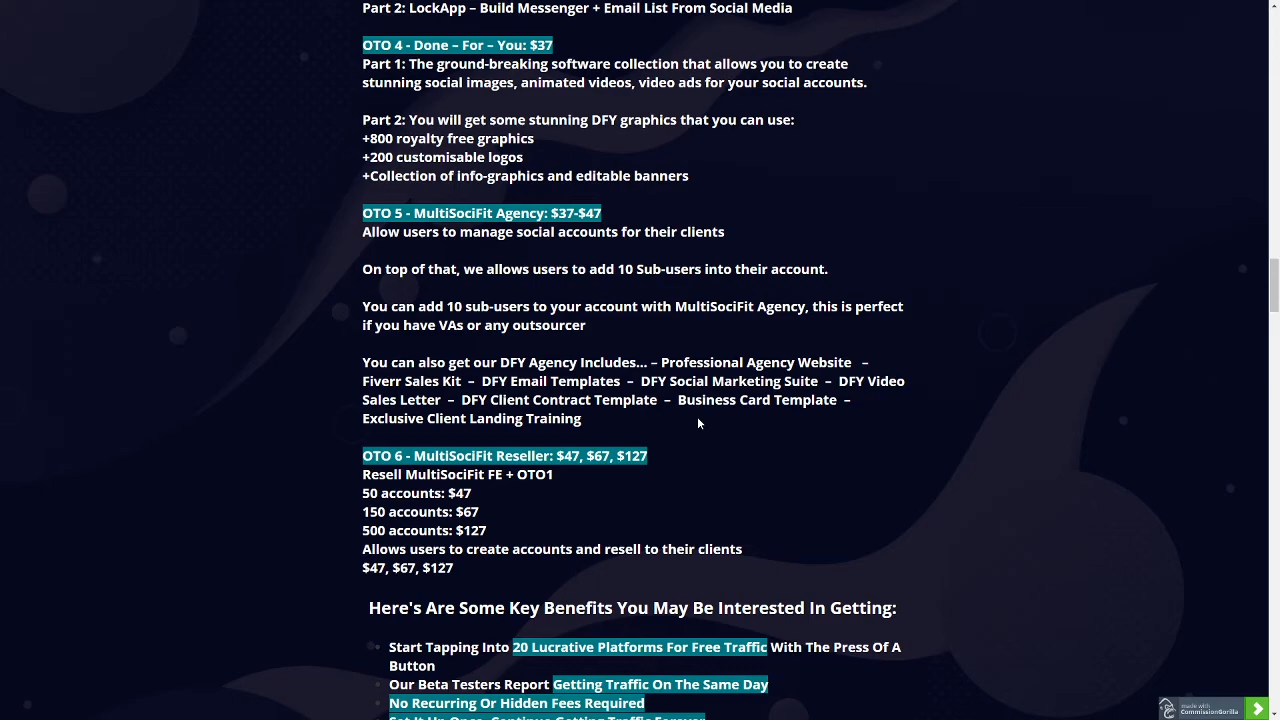 Part 2: LockApp – Build Messenger + Email List From Social Media
OTO 4 - Done – For – You: $37
Part 1: The ground-breaking software collection that allows you to create
stunning social images, animated videos, video ads for your social accounts.
Part 2: You will get some stunning DFY graphics that you can use:
+800 royalty free graphics
+200 customisable logos
+Collection of info-graphics and editable banners
OTO 5 - MultiSociFit Agency: $37-$47
Allow users to manage social accounts for their clients
On top of that, we allows users to add 10 Sub-users into their account.
You can add 10 sub-users to your account with MultiSociFit Agency, this is perfect
if you have VAs or any outsourcer
You can also get our DFY Agency Includes... – Professional Agency Website –
Fiverr Sales Kit – DFY Email Templates – DFY Social Marketing Suite – DFY Video
Sales Letter – DFY Client Contract Template – Business Card Template –
Exclusive Client Landing Training
OTO 6 - MultiSociFit Reseller: $47, $67, $127
Resell MultiSociFit FE + OTO1
50 accounts: $47
150 accounts: $67
500 accounts: $127
Allows users to create accounts and resell to their clients
$47, $67, $127
Here's Are Some Key Benefits You May Be Interested In Getting:
Start Tapping Into 20 Lucrative Platforms For Free Traffic With The Press Of A
Button
Our Beta Testers Report Getting Traffic On The Same Day
No Recurring Or Hidden Fees Required
Set It Up Once, Continue Getting Traffic Forever
made with
CommissionGorilla